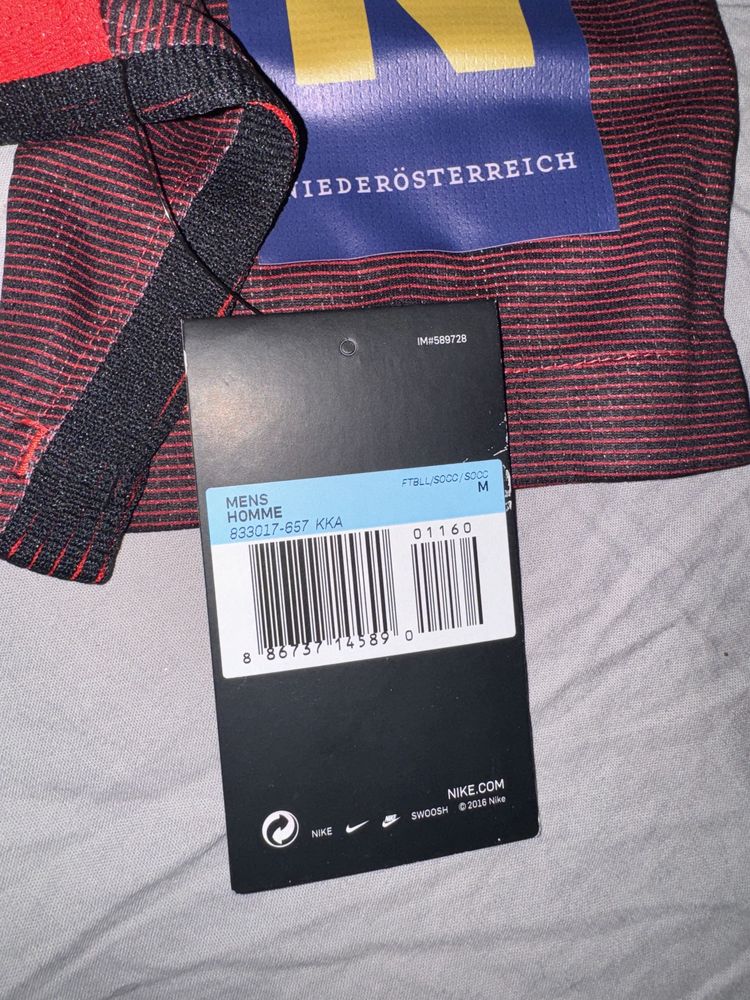 NIEDERÖSTERREICH
IM#589728
FTBLL/SOCC/SOCC
MENS M
HOMME
833017-657 KKA
01160
8 86737 14589 0
NIKE.COM
NIKE SWOOSH © 2016 Nike